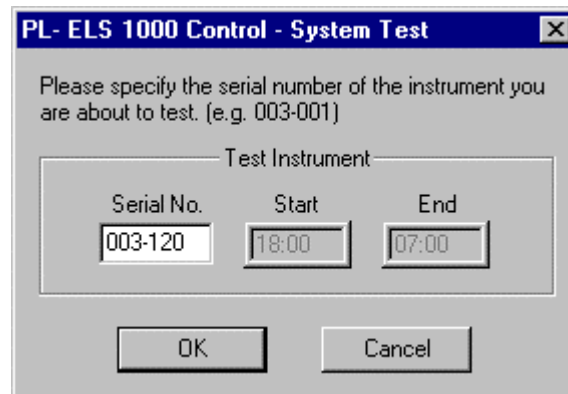 PL- ELS 1000 Control - System Test
Please specify the serial number of the instrument you
are about to test. (e.g. 003-001)
Test Instrument
Serial No. Start End
003-120 18:00 07:00
OK Cancel